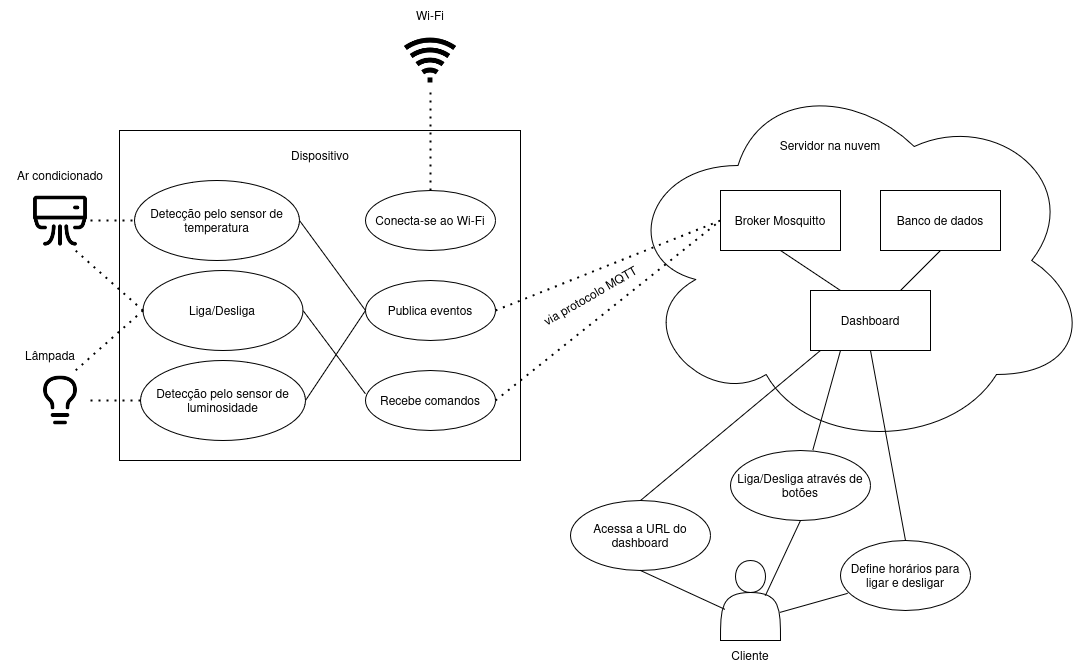 Wi-Fi
Dispositivo
Ar condicionado
Detecção pelo sensor de
temperatura
Conecta-se ao Wi-Fi
Liga/Desliga
Publica eventos
Lâmpada
Detecção pelo sensor de
luminosidade
Recebe comandos
via protocolo MQTT
Servidor na nuvem
Broker Mosquitto
Banco de dados
Dashboard
Liga/Desliga através de
botões
Acessa a URL do
dashboard
Define horários para
ligar e desligar
Cliente